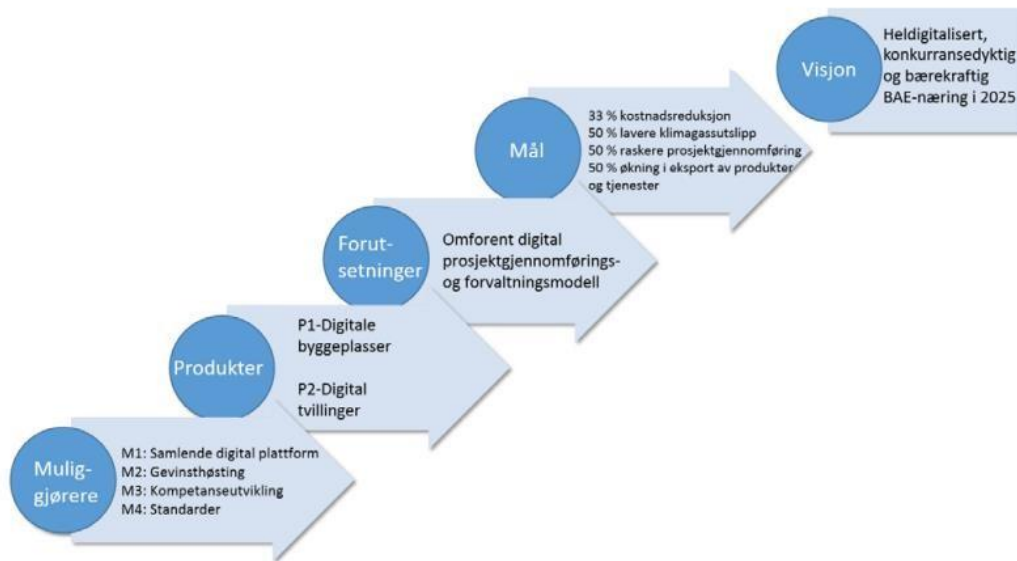 Visjon
Heldigitalisert,
konkurransedyktig
og bærekraftig
BAE-næring i 2025
Mål
33 % kostnadsreduksjon
50 % lavere klimagassutslipp
50 % raskere prosjektgjennomføring
50 % økning i eksport av produkter
og tjenester
Forut-
setninger
Omforent digital
prosjektgjennomførings-
og forvaltningsmodell
Produkter
P1-Digitale
byggeplasser
P2-Digital
tvillinger
Mulig-
gjørere
M1: Samlende digital plattform
M2: Gevinsthøsting
M3: Kompetanseutvikling
M4: Standarder